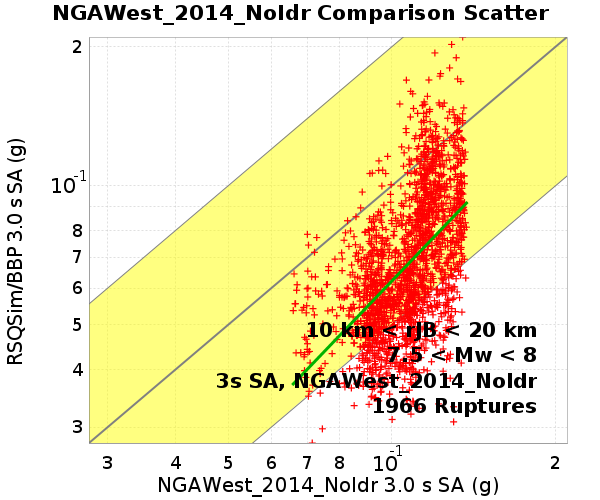 NGAWest_2014_NoIdr Comparison Scatter
RSQSim/BBP 3.0 s SA (g)
2
10-1
8
7
6
5
4
3
10 km < rJB < 20 km
7.5 < Mw < 8
3s SA, NGAWest_2014_NoIdr
1966 Ruptures
3 4 5 6 7 8 10-1 2
NGAWest_2014_NoIdr 3.0 s SA (g)